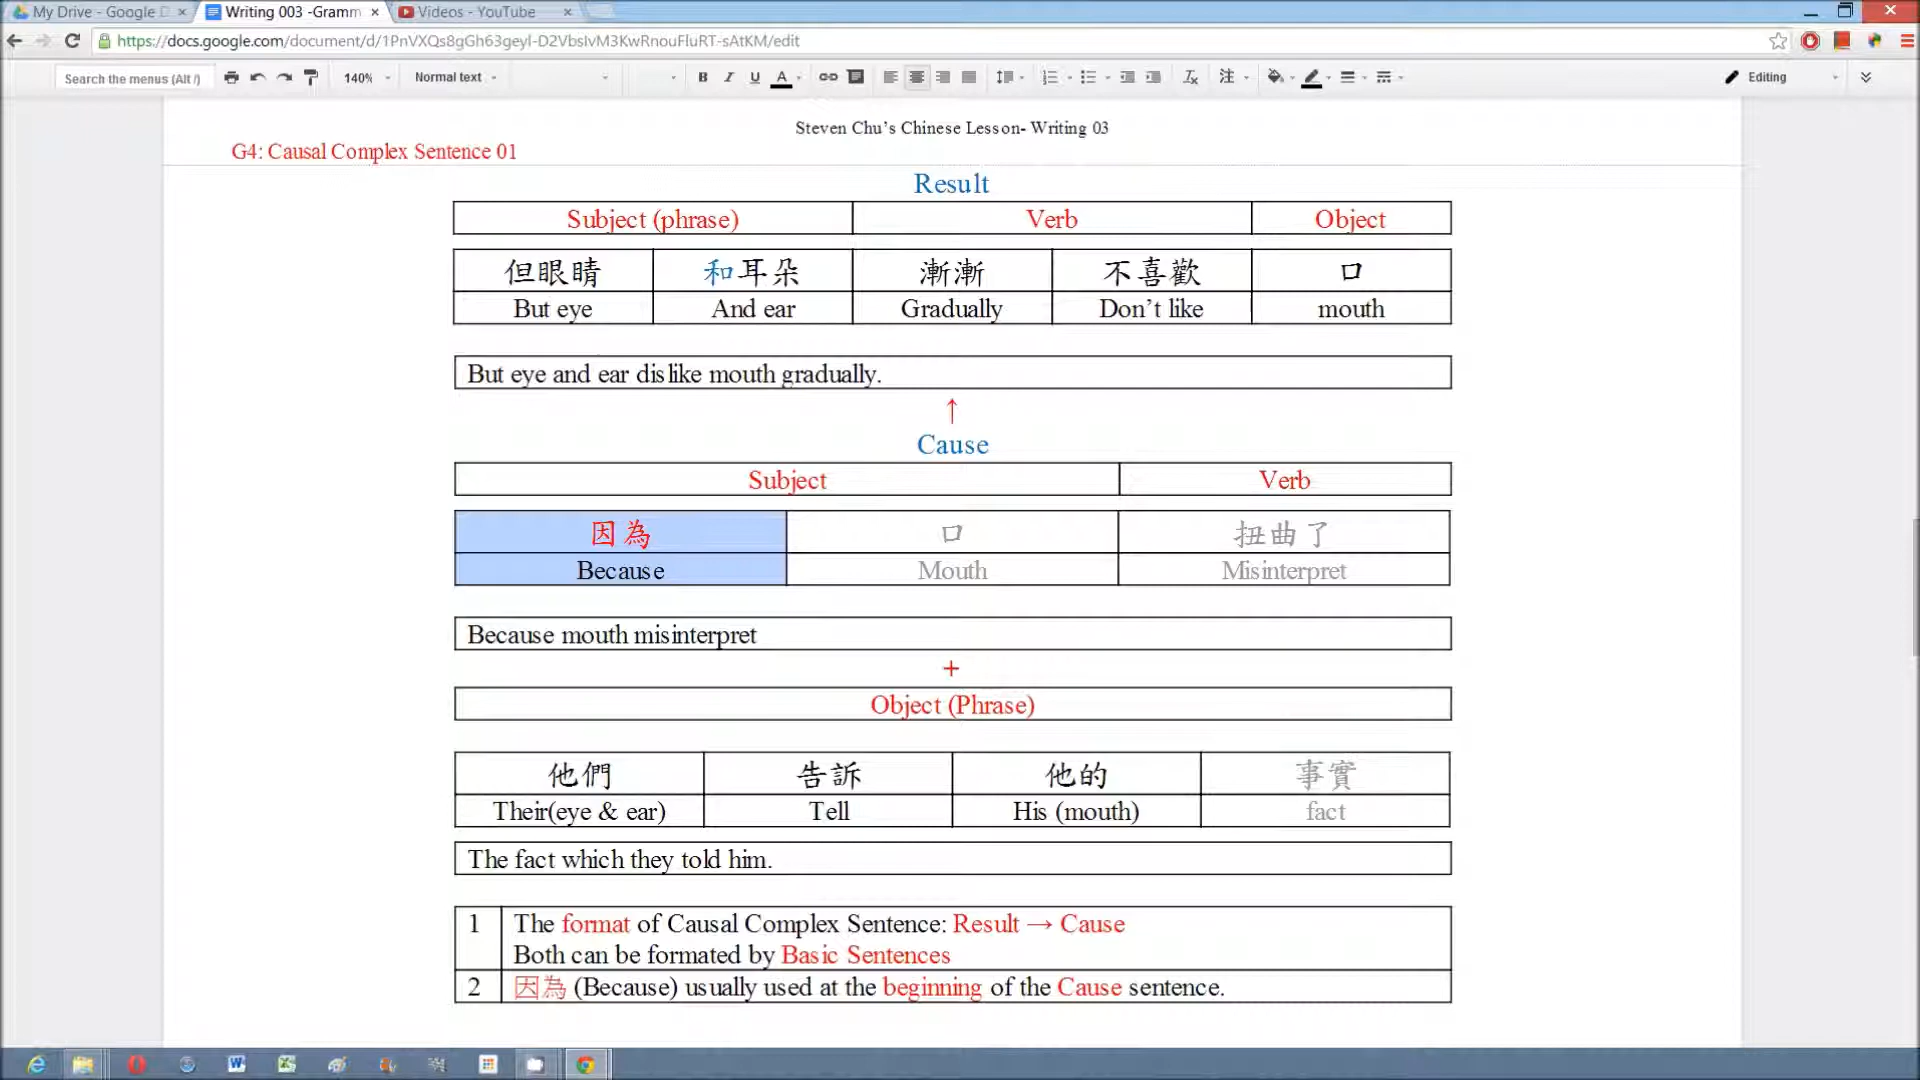 My Drive - Google D
Writing 003 -Gramm
Videos - YouTube
https://docs.google.com/document/d/1PnVXQs8gGh63geyl-D2VbsIvM3KwRnouFluRT-sAtKM/edit
Search the menus (Alt /)
140%
Normal text
B I U A
注
Editing
Steven Chu's Chinese Lesson- Writing 03
G4: Causal Complex Sentence 01
Result
Subject (phrase) Verb Object
但眼睛 和耳朵 漸漸 不喜歡 口
But eye And ear Gradually Don't like mouth
But eye and ear dislike mouth gradually.
↑
Cause
Subject Verb
因為 口 扭曲了
Because Mouth Misinterpret
Because mouth misinterpret
+
Object (Phrase)
他們 告訴 他的 事實
Their(eye & ear) Tell His (mouth) fact
The fact which they told him.
1 The format of Causal Complex Sentence: Result → Cause
Both can be formated by Basic Sentences
2 因為 (Because) usually used at the beginning of the Cause sentence.